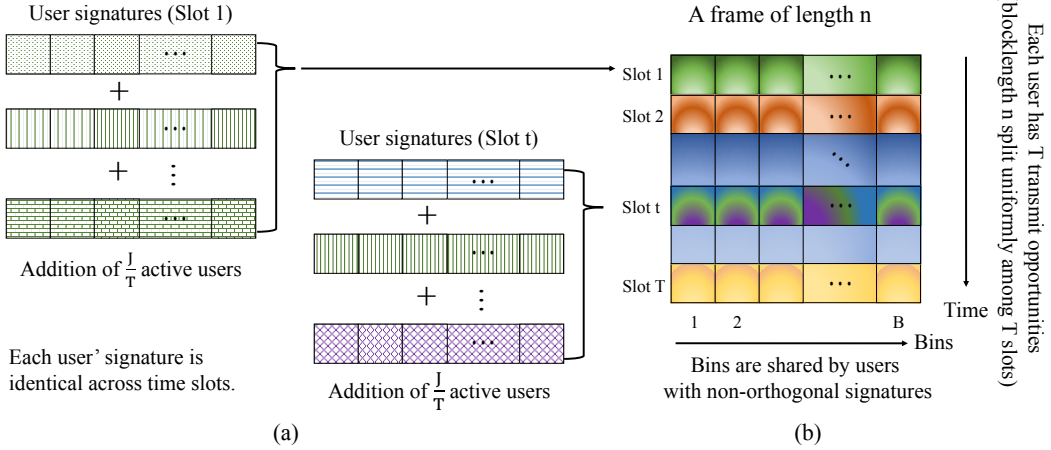 User signatures (Slot 1)
+
...
+
⋮
...
Addition of J/T active users
Each user' signature is
identical across time slots.
(a)
User signatures (Slot t)
...
+
...
+
⋮
...
Addition of J/T active users
A frame of length n
Slot 1
...
Slot 2
...
...
Slot t
...
Slot T
...
1 2 B
Time
Bins
Bins are shared by users
with non-orthogonal signatures
(b)
Each user has T transmit opportunities
blocklength n split uniformly among T slots)